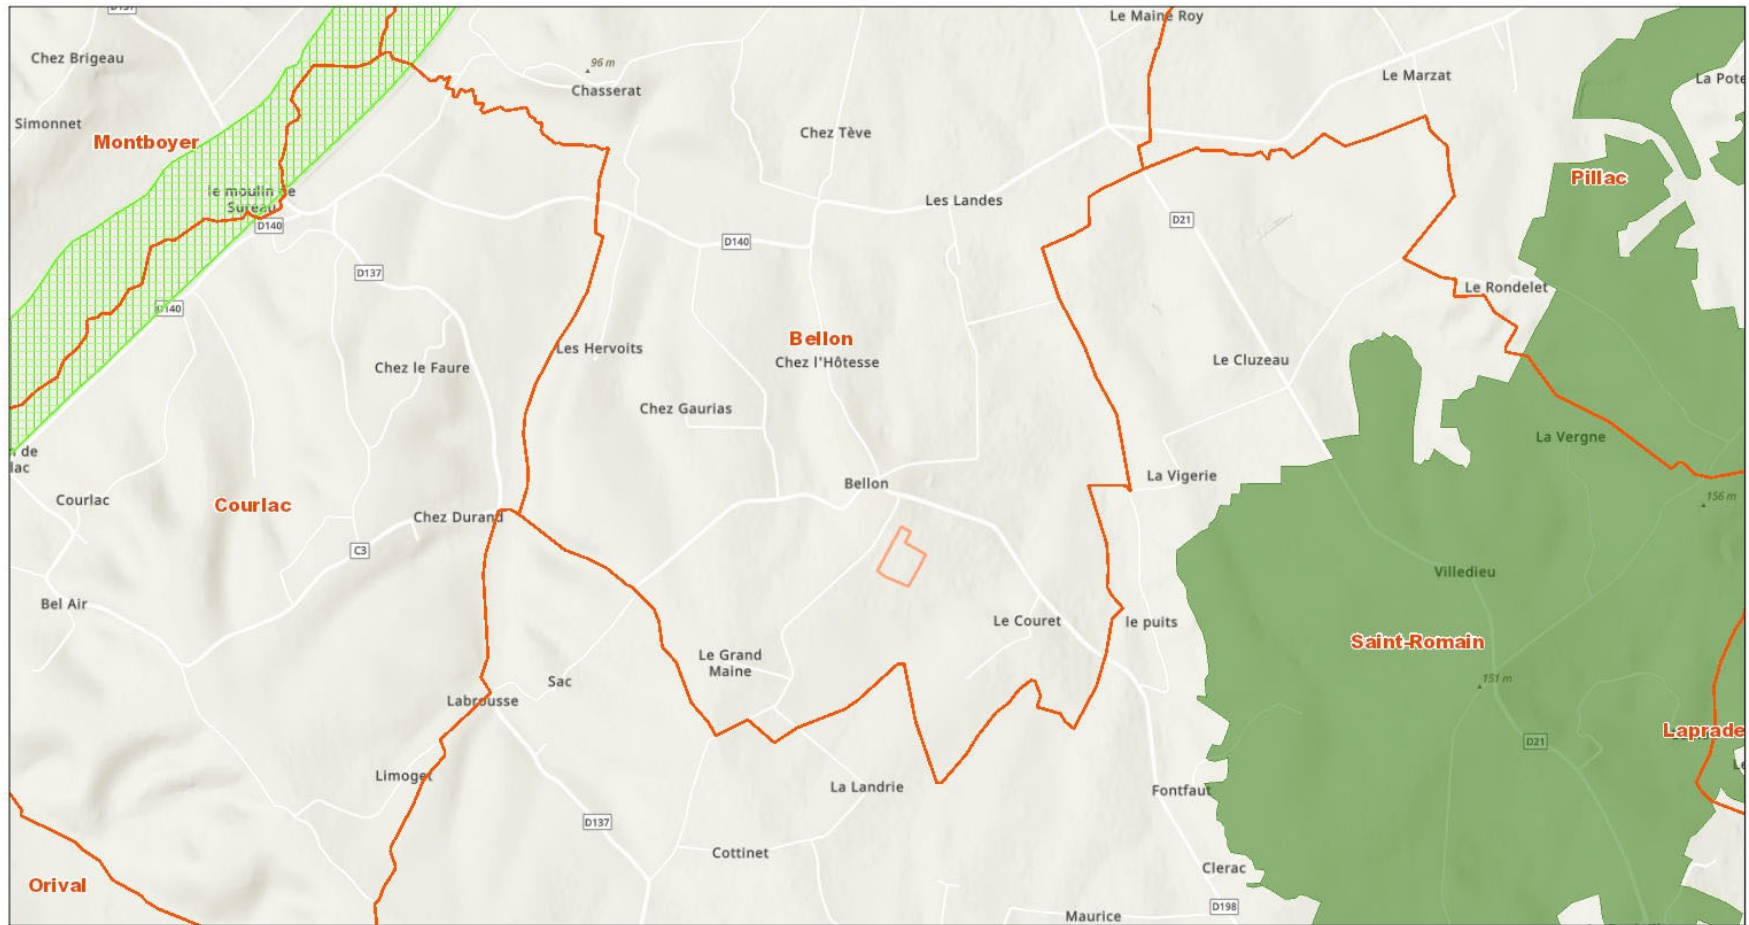 D137
Le Maine Roy
Chez Brigeau
96 m
Chasserat
Le Marzat
La Pote
Simonnet
Montboyer
Chez Tève
Pillac
le moulin de
Sureau
D140
Les Landes
D21
D140
D137
D140
Le Rondelet
Bellon
Chez l'Hôtesse
Les Hervoits
Chez le Faure
Le Cluzeau
Chez Gaurias
La Vergne
de
lac
Bellon
La Vigerie
Courlac
Courlac
Chez Durand
156 m
C3
Villedieu
Bel Air
Le Couret
le puits
Saint-Romain
Le Grand
Maine
Sac
151 m
Labrousse
Laprade
D21
Limoget
La Landrie
Fontfaut
D137
Cottinet
Clerac
Orival
D198
Maurice